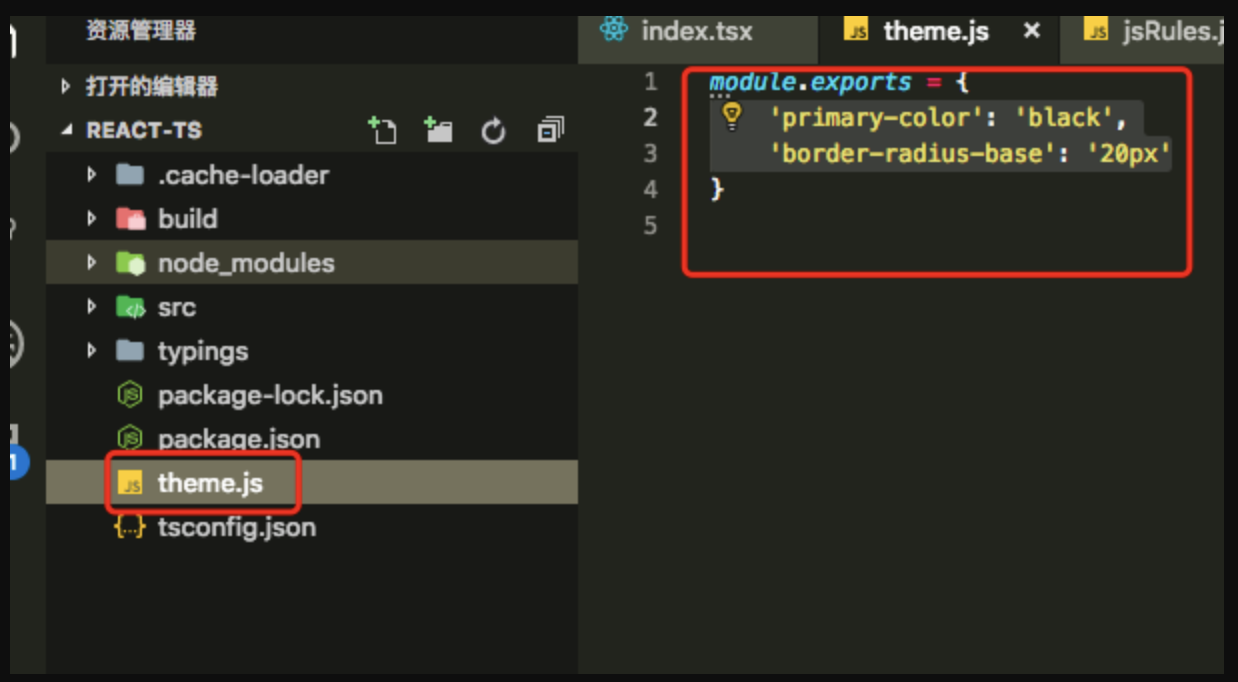 资源管理器
打开的编辑器
REACT-TS
.cache-loader
build
node_modules
src
typings
package-lock.json
package.json
theme.js
tsconfig.json
index.tsx
JS theme.js ×
JS jsRules.j
1 module.exports = {
2 'primary-color': 'black',
3 'border-radius-base': '20px'
4 }
5